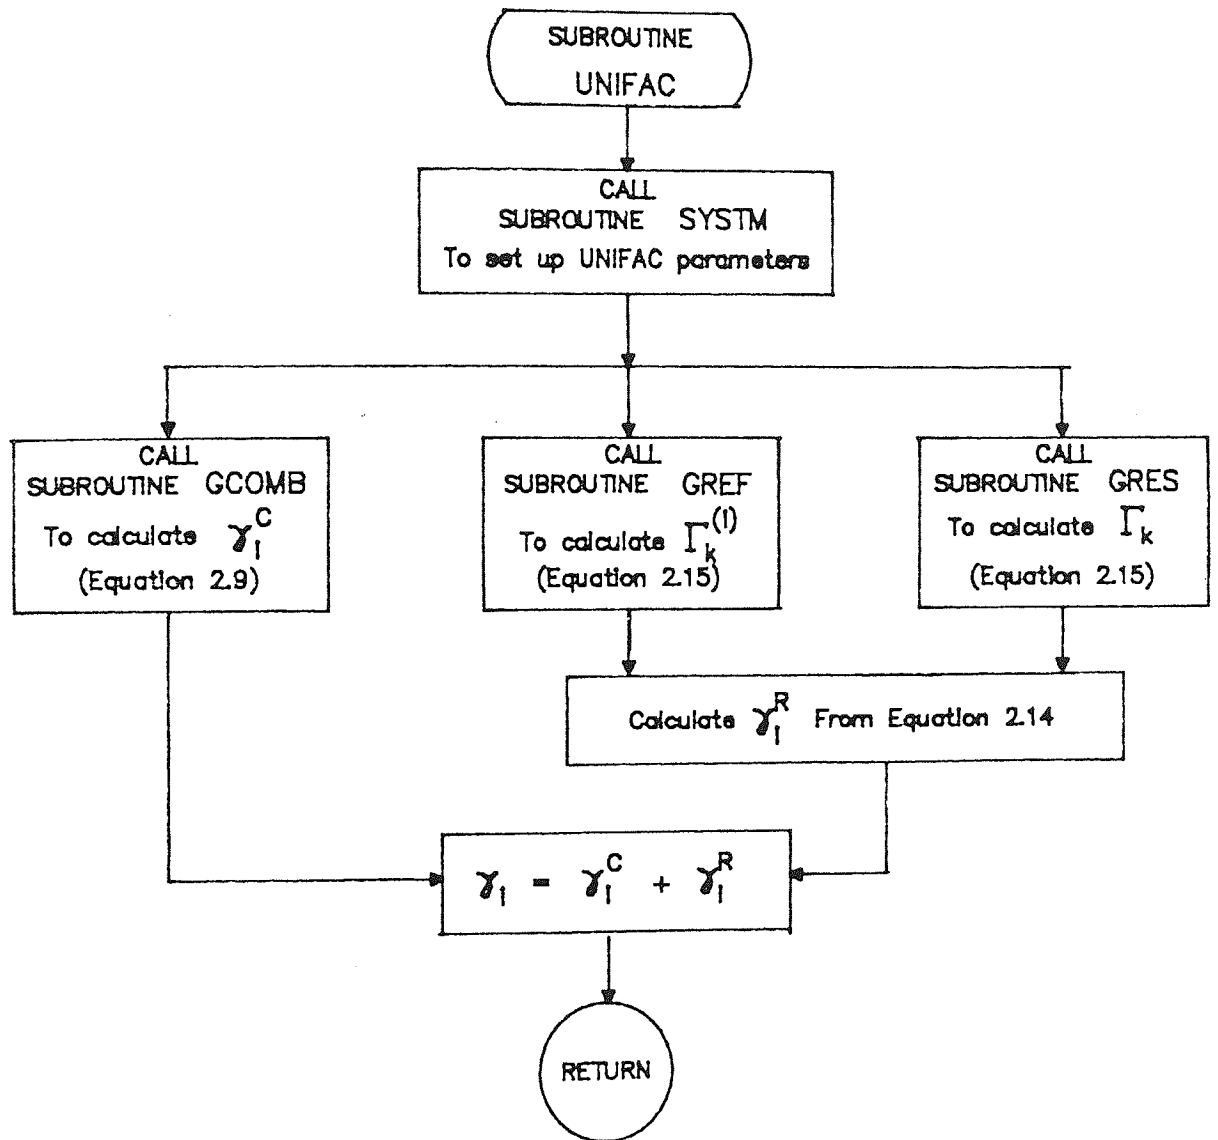 SUBROUTINE
UNIFAC
CALL
SUBROUTINE SYSTM
To set up UNIFAC parameters
CALL
SUBROUTINE GCOMB
To calculate γ_i^C
(Equation 2.9)
CALL
SUBROUTINE GREF
To calculate Γ_k^(i)
(Equation 2.15)
CALL
SUBROUTINE GRES
To calculate Γ_k
(Equation 2.15)
Calculate γ_i^R From Equation 2.14
γ_i = γ_i^C + γ_i^R
RETURN